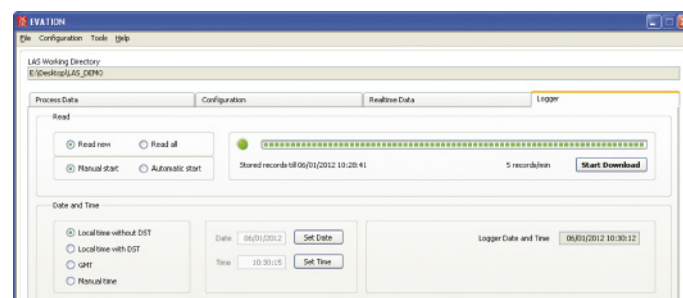 EVATION
File Configuration Tools Help
LAS Working Directory
E:\Desktop\LAS_DEMO
Process Data Configuration Realtime Data Logger
Read
Read new Read all
Manual start Automatic start
Stored records till 06/01/2012 10:28:41 5 records/min Start Download
Date and Time
Local time without DST
Local time with DST
GMT
Manual time
Date 06/01/2012 Set Date
Time 10:30:15 Set Time
Logger Date and Time 06/01/2012 10:30:12